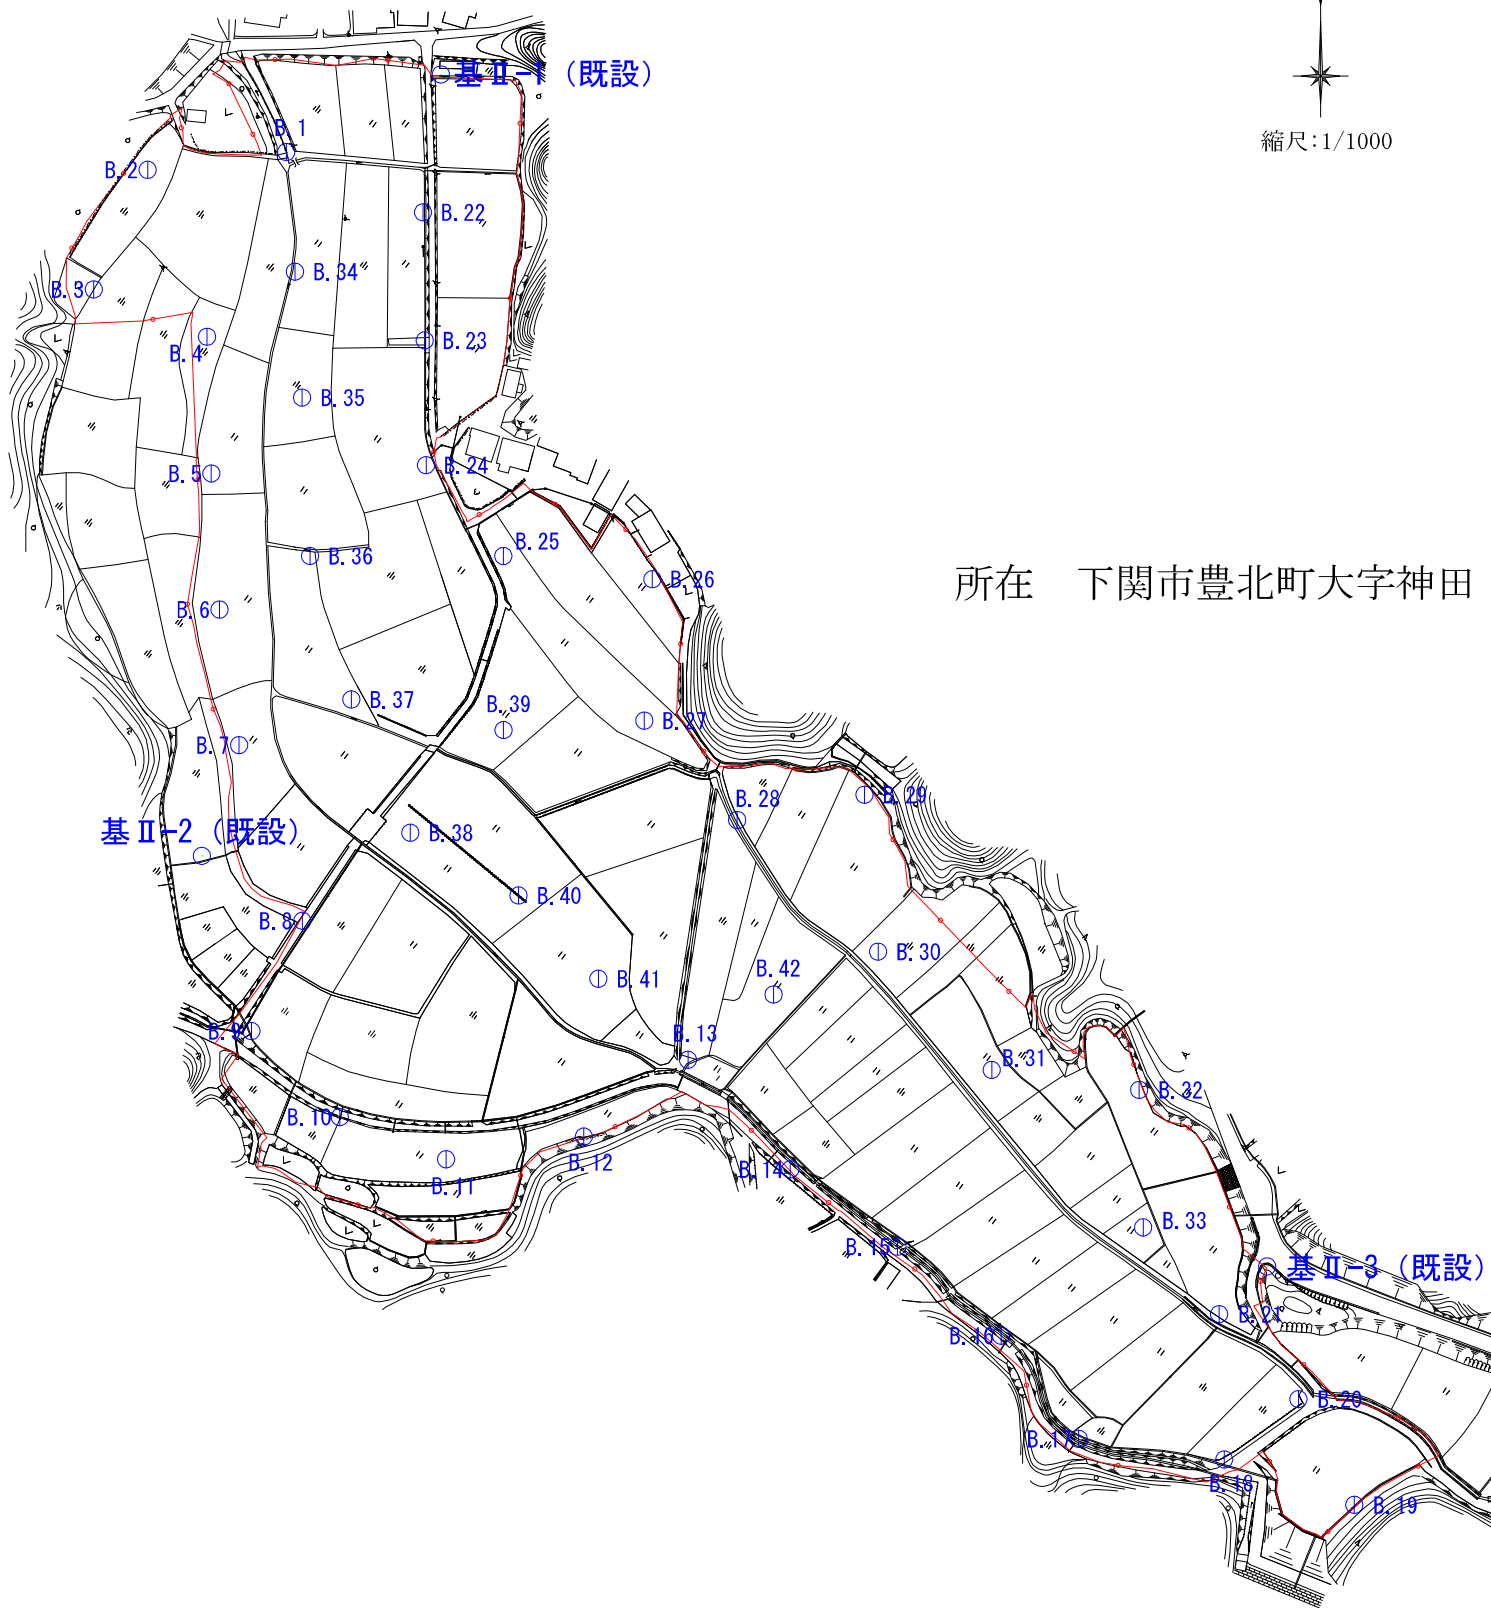 基Ⅱ-1（既設）
縮尺：1/1000
B. 1
B. 2
B. 22
B. 34
B. 3
B. 23
B. 4
B. 35
B. 24
B. 5
B. 25
B. 36
B. 26
所在　下関市豊北町大字神田
B. 6
B. 37
B. 39
B. 27
B. 7
B. 29
B. 28
基Ⅱ-2（既設）
B. 38
B. 40
B. 8
B. 30
B. 42
B. 41
B. 9
B. 13
B. 31
B. 32
B. 10
B. 12
B. 14
B. 11
B. 33
B. 15
基Ⅱ-3（既設）
B. 21
B. 16
B. 20
B. 17
B. 18
B. 19